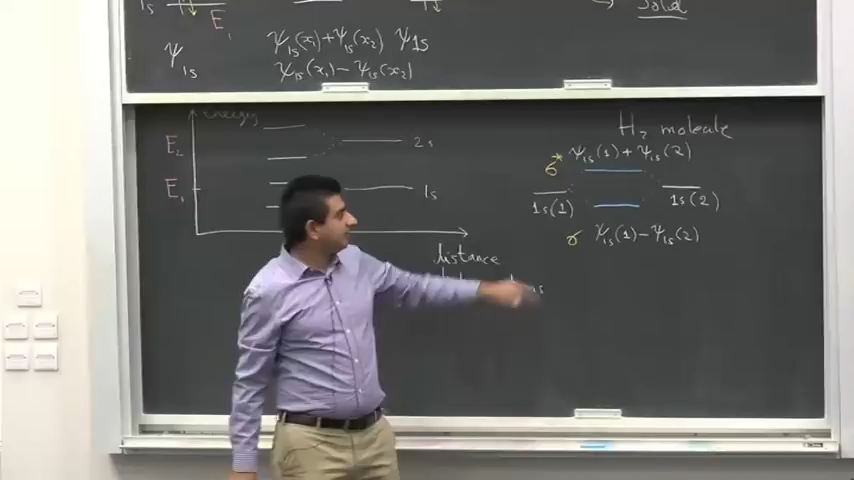 1s
E₁
Solid
ψ₁s
ψ₁s(x₁)+ψ₁s(x₂) ψ1s
ψ₁s(x₁)−ψ₁s(x₂)
Energy
E₂
2s
E₁
1s
distance
H₂ molecule
σ* ψ₁s(1)+ψ₁s(2)
1s(1) 1s(2)
σ ψ₁s(1)−ψ₁s(2)